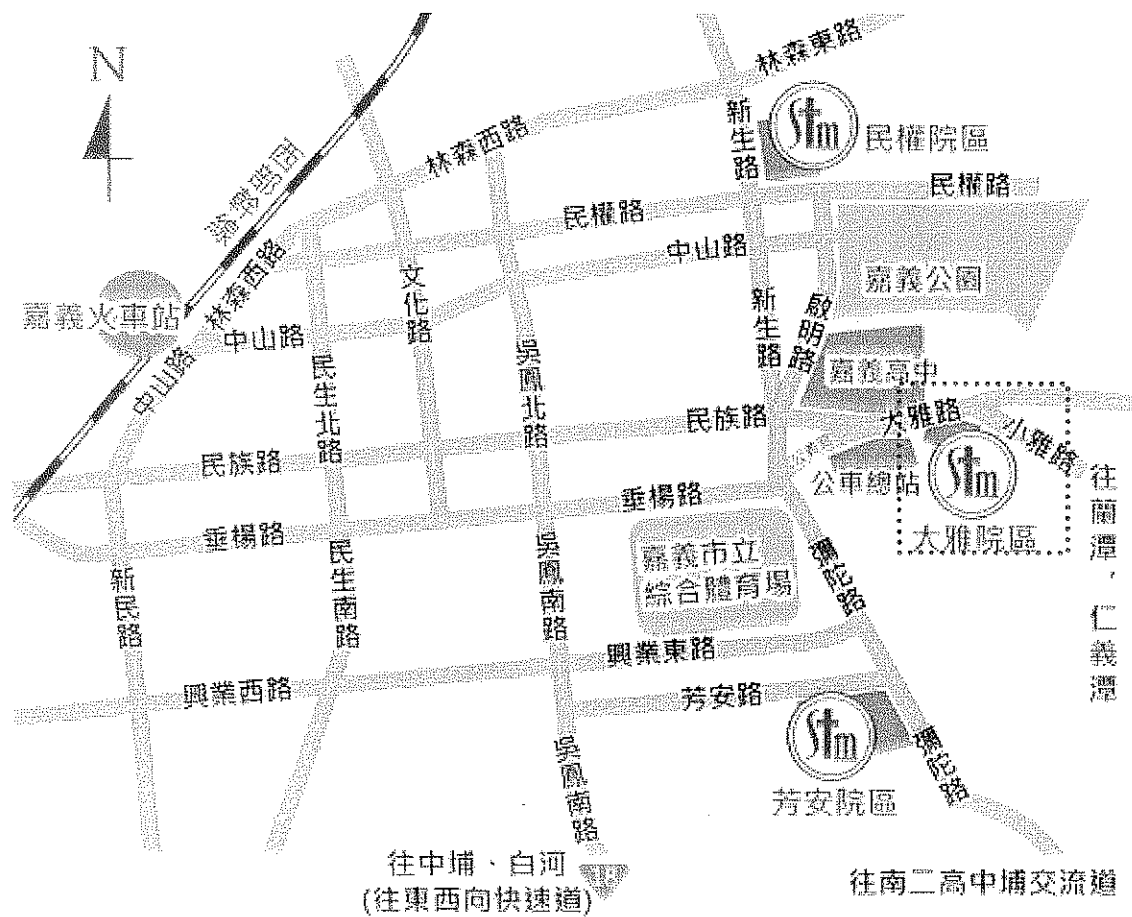 N
林森東路
新生路
Stm
民權院區
林森西路
民權路
民權路
中山路
嘉義公園
文化路
林森西路
嘉義火車站
中山路
中山路
民生北路
吳鳳北路
新生路
啟明路
嘉義高中
大雅路
小雅路
民族路
民族路
公車總站
Stm
大雅院區
往蘭潭，仁義潭
垂楊路
垂楊路
嘉義市立
綜合體育場
彌陀路
新民路
民生南路
吳鳳南路
興業東路
興業西路
芳安路
Stm
芳安院區
彌陀路
吳鳳南路
往中埔、白河
(往東西向快速道)
往南二高中埔交流道